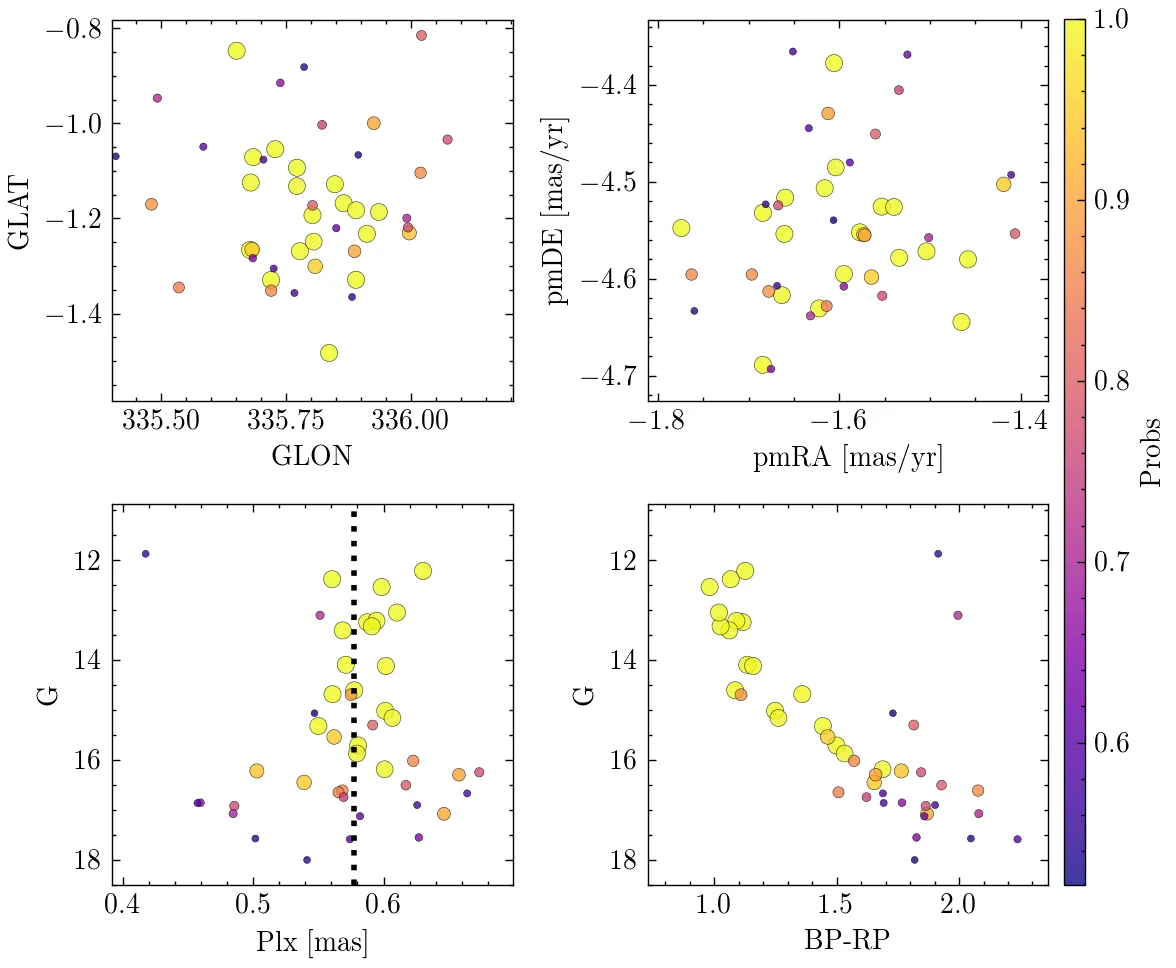 −0.8
−1.0
−1.2
−1.4
GLAT
335.50 335.75 336.00
GLON
−4.4
−4.5
−4.6
−4.7
pmDE [mas/yr]
−1.8 −1.6 −1.4
pmRA [mas/yr]
12
14
16
18
G
0.4 0.5 0.6
Plx [mas]
12
14
16
18
G
1.0 1.5 2.0
BP-RP
1.0
0.9
0.8
0.7
0.6
Probs